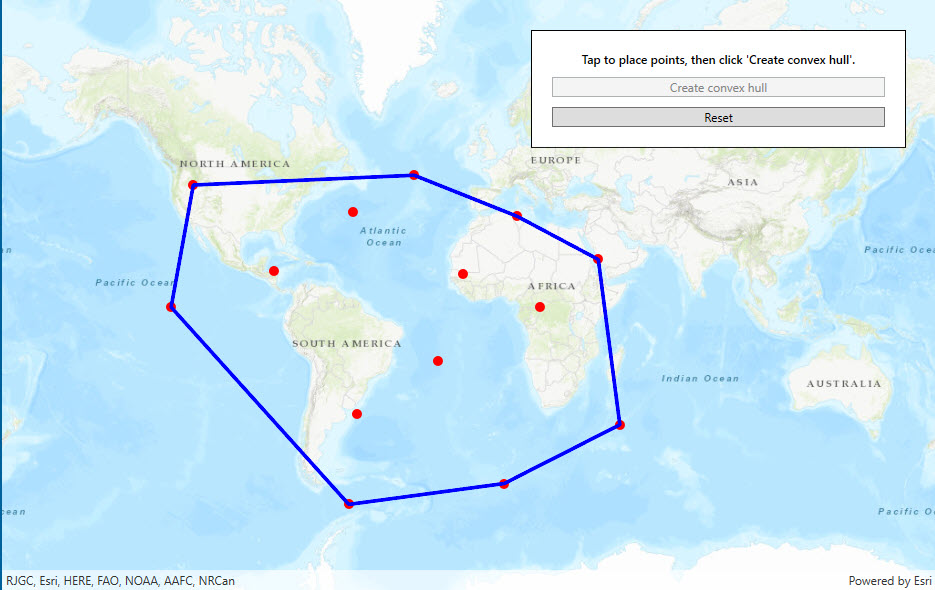 Tap to place points, then click 'Create convex hull'.
Create convex hull
Reset
NORTH AMERICA
EUROPE
ASIA
Atlantic
Ocean
Pacific Ocean
Pacific Ocea
AFRICA
SOUTH AMERICA
Indian Ocean
AUSTRALIA
ean
Pacific O
RJGC, Esri, HERE, FAO, NOAA, AAFC, NRCan
Powered by Esri